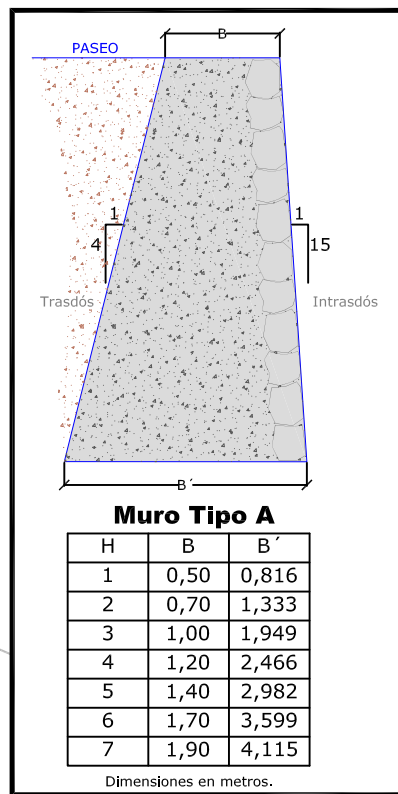 B
PASEO
1
4
1
15
Trasdós
Intrasdós
B´
Muro Tipo A
H B B´
1 0,50 0,816
2 0,70 1,333
3 1,00 1,949
4 1,20 2,466
5 1,40 2,982
6 1,70 3,599
7 1,90 4,115
Dimensiones en metros.